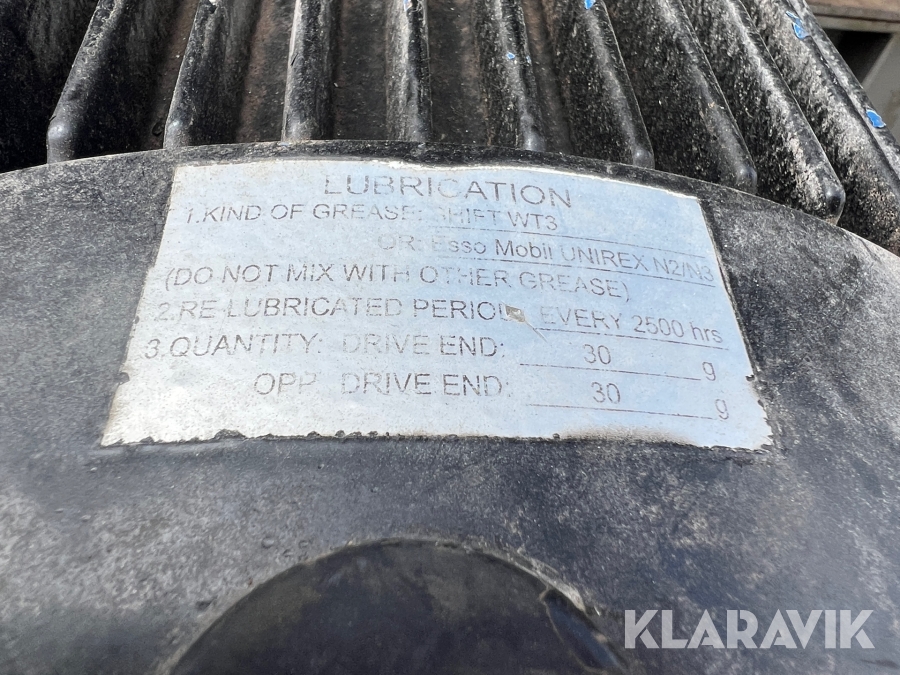 LUBRICATION
1.KIND OF GREASE: SHIFT WT3
OR: Esso Mobil UNIREX N2/N3
(DO NOT MIX WITH OTHER GREASE)
2.RE-LUBRICATED PERIOD: EVERY 2500 hrs
3.QUANTITY: DRIVE END: 30 g
OPP. DRIVE END: 30 g
KLARAVIK